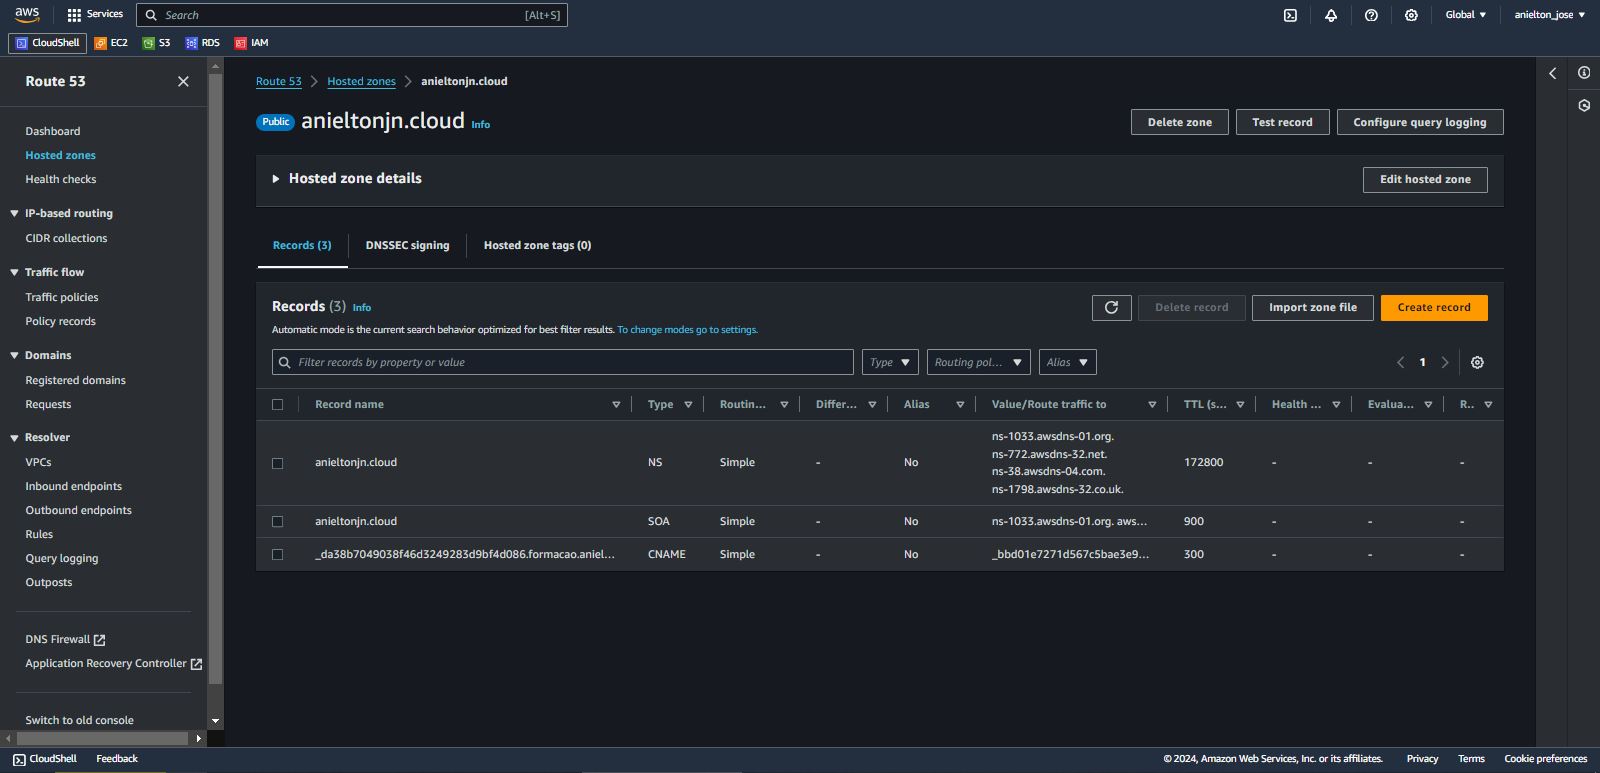 aws
Services
Search
[Alt+S]
Global
anielton_jose
CloudShell
EC2
S3
RDS
IAM
Route 53
Dashboard
Hosted zones
Health checks
IP-based routing
CIDR collections
Traffic flow
Traffic policies
Policy records
Domains
Registered domains
Requests
Resolver
VPCs
Inbound endpoints
Outbound endpoints
Rules
Query logging
Outposts
DNS Firewall
Application Recovery Controller
Switch to old console
Route 53 > Hosted zones > anieltonjn.cloud
Public anieltonjn.cloud Info
Delete zone
Test record
Configure query logging
Hosted zone details
Edit hosted zone
Records (3)
DNSSEC signing
Hosted zone tags (0)
Records (3) Info
Delete record
Import zone file
Create record
Automatic mode is the current search behavior optimized for best filter results. To change modes go to settings.
Filter records by property or value
Type
Routing pol...
Alias
1
Record name Type Routin... Differ... Alias Value/Route traffic to TTL (s... Health ... Evalua... R..
ns-1033.awsdns-01.org.
ns-772.awsdns-32.net.
anieltonjn.cloud NS Simple - No 172800 - - -
ns-38.awsdns-04.com.
ns-1798.awsdns-32.co.uk.
anieltonjn.cloud SOA Simple - No ns-1033.awsdns-01.org. aws... 900 - - -
_da38b7049038f46d3249283d9bf4d086.formacao.aniel... CNAME Simple - No _bbd01e7271d567c5bae3e9... 300 - - -
CloudShell
Feedback
© 2024, Amazon Web Services, Inc. or its affiliates.
Privacy
Terms
Cookie preferences